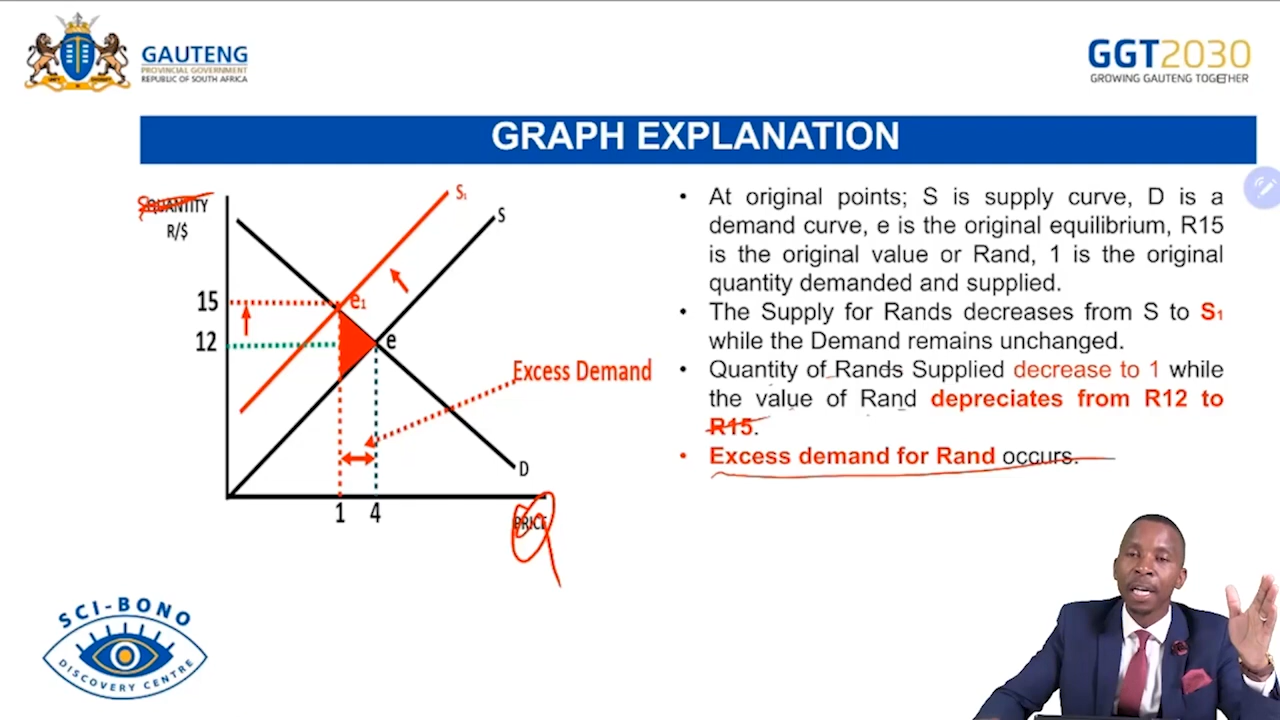 GAUTENG
PROVINCIAL GOVERNMENT
REPUBLIC OF SOUTH AFRICA
GGT2030
GROWING GAUTENG TOGETHER
GRAPH EXPLANATION
QUANTITY
R/$
S1
S
15
e1
12
e
Excess Demand
D
1
4
PRICE
Q
• At original points; S is supply curve, D is a
demand curve, e is the original equilibrium, R15
is the original value or Rand, 1 is the original
quantity demanded and supplied.
• The Supply for Rands decreases from S to S1
while the Demand remains unchanged.
• Quantity of Rands Supplied decrease to 1 while
the value of Rand depreciates from R12 to
R15.
• Excess demand for Rand occurs.
SCI-BONO
DISCOVERY CENTRE